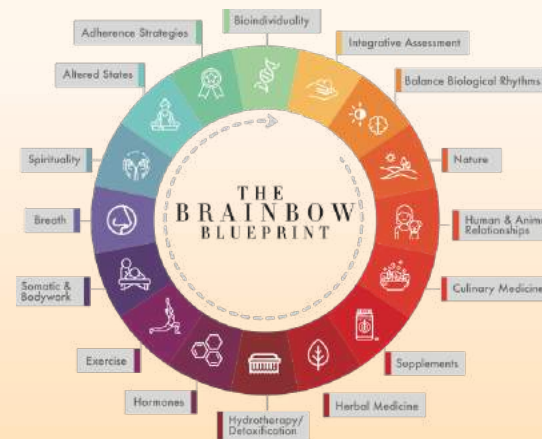 Bioindividuality
Integrative Assessment
Balance Biological Rhythms
Nature
Human & Animal
Relationships
Culinary Medicine
Supplements
Herbal Medicine
Hydrotherapy/
Detoxification
Hormones
Exercise
Somatic &
Bodywork
Breath
Spirituality
Altered States
Adherence Strategies
THE
BRAINBOW
BLUEPRINT